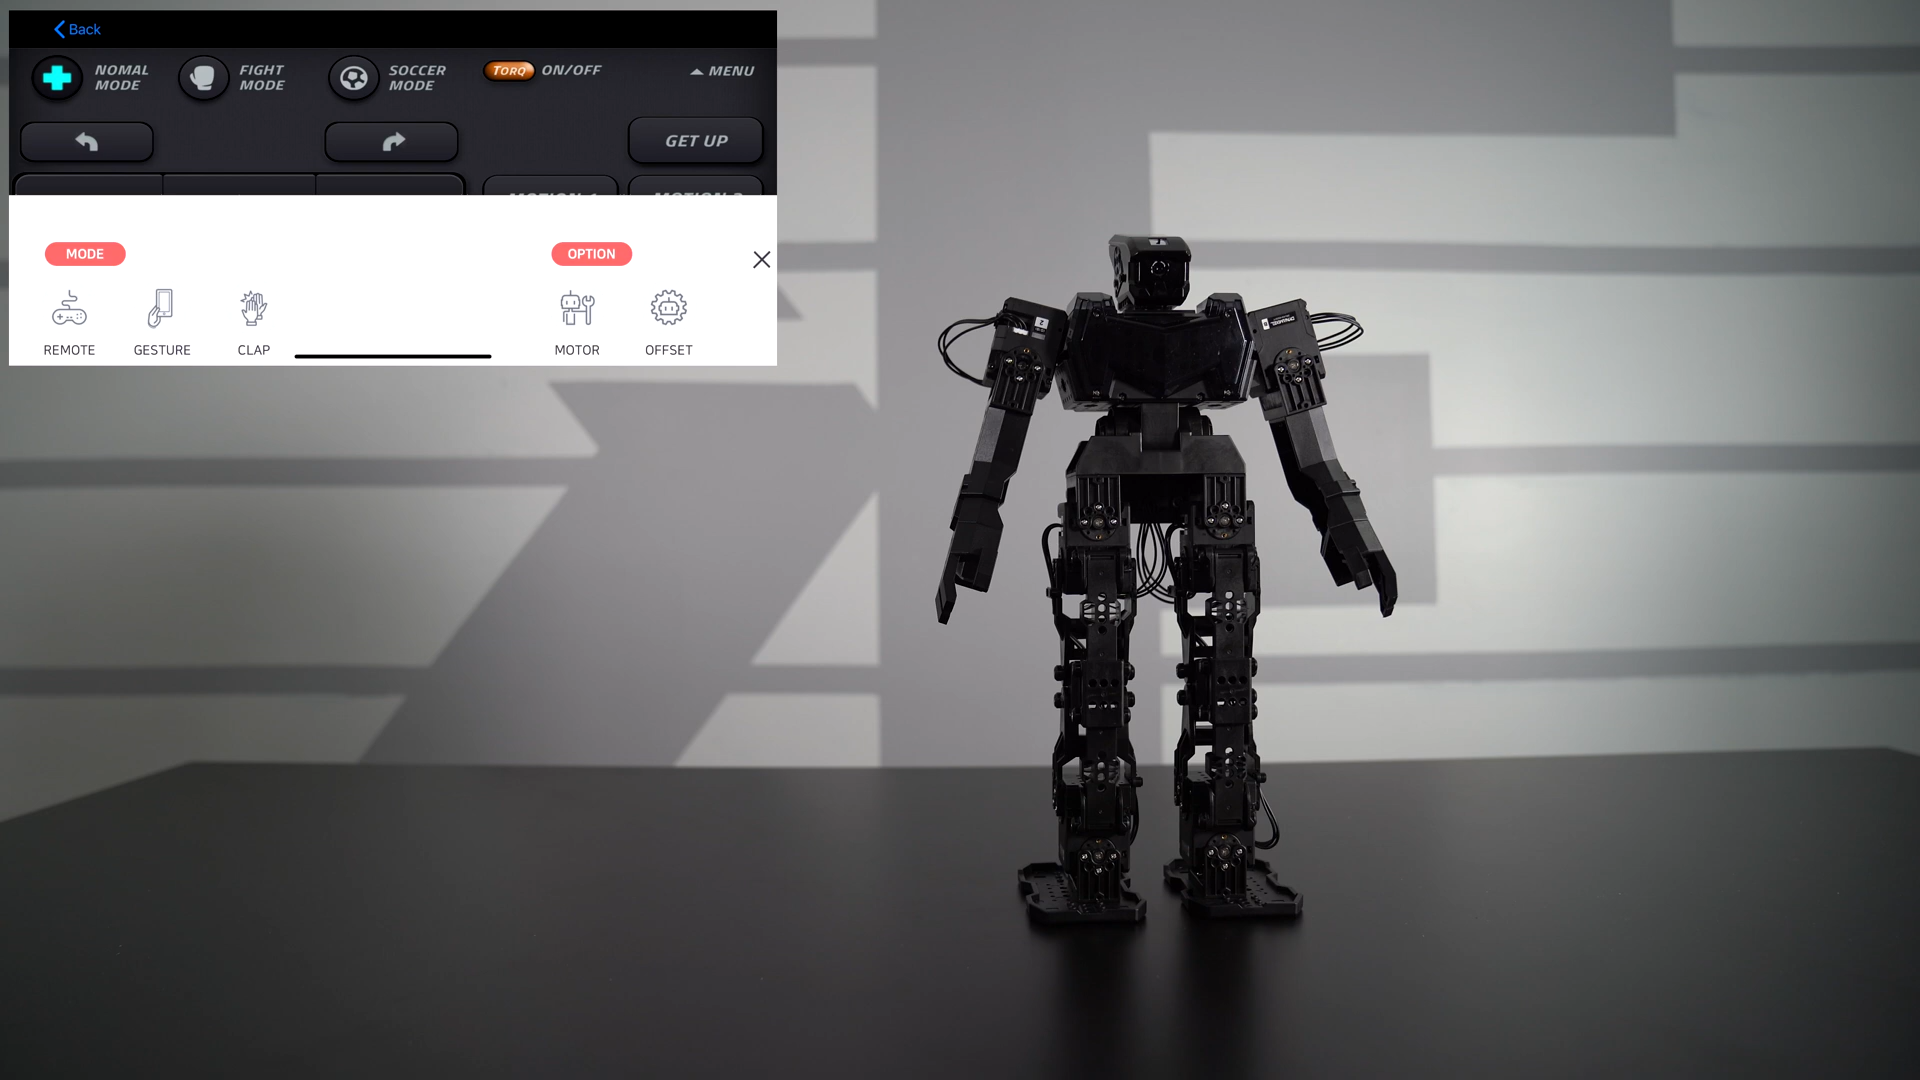 Back
NOMAL
MODE
FIGHT
MODE
SOCCER
MODE
TORQ ON/OFF
MENU
GET UP
MODE
OPTION
REMOTE
GESTURE
CLAP
MOTOR
OFFSET